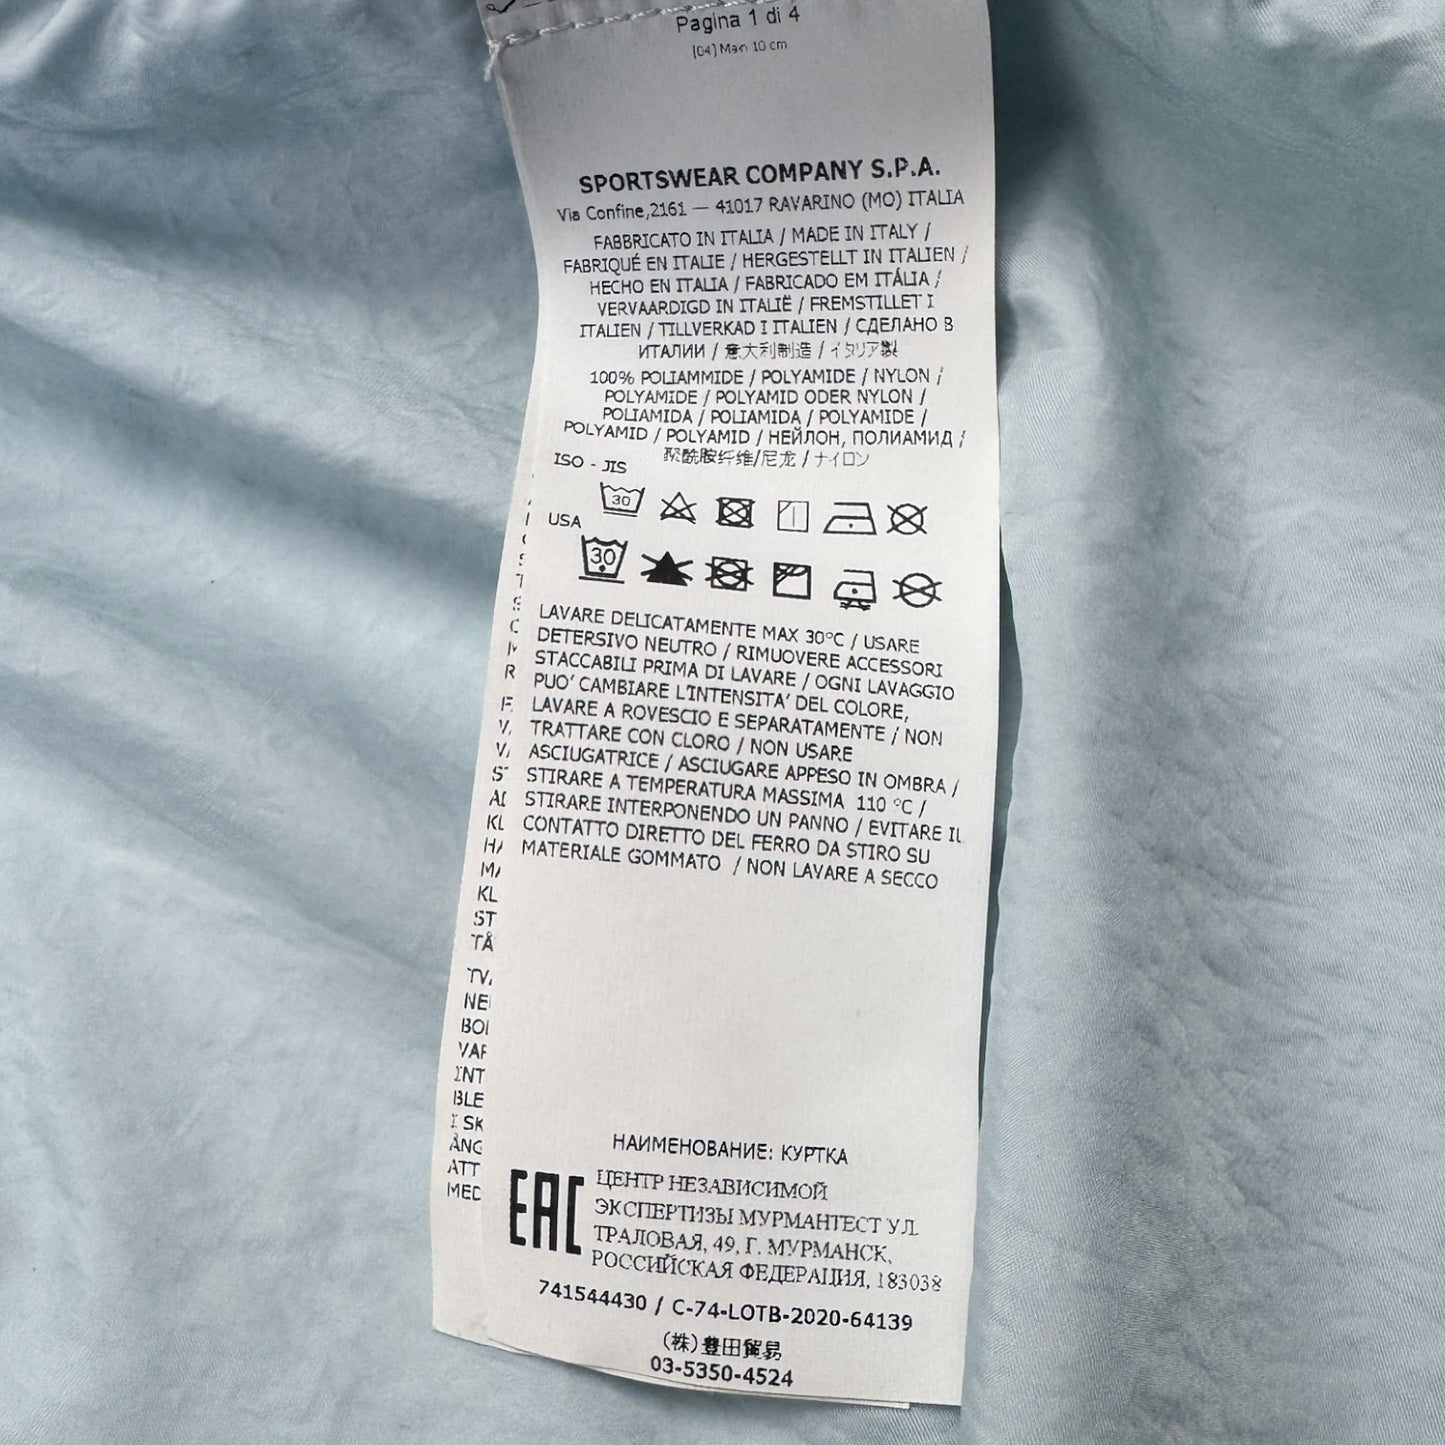 Pagina 1 di 4
[04] Man 10 cm
SPORTSWEAR COMPANY S.P.A.
Via Confine,2161 — 41017 RAVARINO (MO) ITALIA
FABBRICATO IN ITALIA / MADE IN ITALY /
FABRIQUÉ EN ITALIE / HERGESTELLT IN ITALIEN /
HECHO EN ITALIA / FABRICADO EM ITÁLIA /
VERVAARDIGD IN ITALIË / FREMSTILLET I
ITALIEN / TILLVERKAD I ITALIEN / СДЕЛАНО В
ИТАЛИИ / 意大利制造 / イタリア製
100% POLIAMMIDE / POLYAMIDE / NYLON /
POLYAMIDE / POLYAMID ODER NYLON /
POLIAMIDA / POLIAMIDA / POLYAMIDE /
POLYAMID / POLYAMID / НЕЙЛОН, ПОЛИАМИД /
聚酰胺纤维/尼龙 / ナイロン
ISO - JIS
30
USA
30
LAVARE DELICATAMENTE MAX 30°C / USARE
DETERSIVO NEUTRO / RIMUOVERE ACCESSORI
STACCABILI PRIMA DI LAVARE / OGNI LAVAGGIO
PUO' CAMBIARE L'INTENSITA' DEL COLORE,
LAVARE A ROVESCIO E SEPARATAMENTE / NON
TRATTARE CON CLORO / NON USARE
ASCIUGATRICE / ASCIUGARE APPESO IN OMBRA /
STIRARE A TEMPERATURA MASSIMA 110 °C /
STIRARE INTERPONENDO UN PANNO / EVITARE IL
CONTATTO DIRETTO DEL FERRO DA STIRO SU
MATERIALE GOMMATO / NON LAVARE A SECCO
НАИМЕНОВАНИЕ: КУРТКА
EAC
ЦЕНТР НЕЗАВИСИМОЙ
ЭКСПЕРТИЗЫ МУРМАНТЕСТ УЛ.
ТРАЛОВАЯ, 49, Г. МУРМАНСК,
РОССИЙСКАЯ ФЕДЕРАЦИЯ, 183038
741544430 / C-74-LOTB-2020-64139
(株)豊田貿易
03-5350-4524